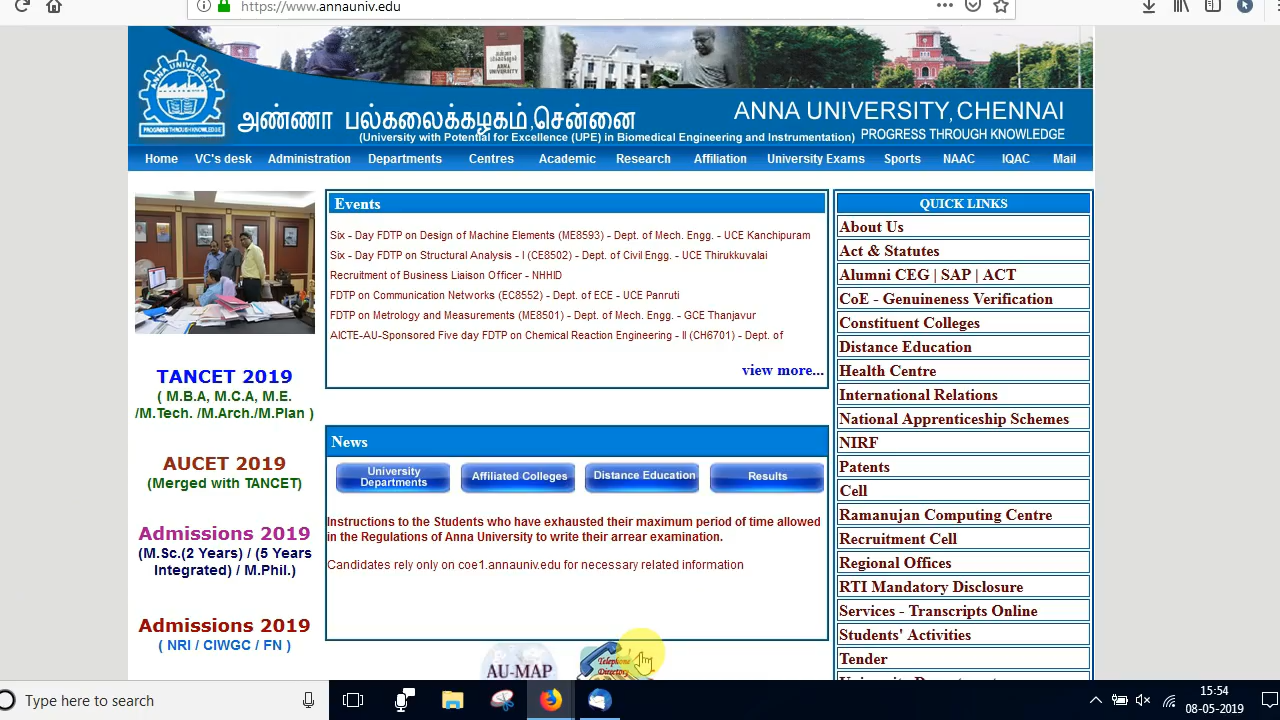 https://www.annauniv.edu
ANNA UNIVERSITY
PROGRESS THROUGH KNOWLEDGE
அண்ணா பல்கலைக்கழகம்,சென்னை
ANNA UNIVERSITY,CHENNAI
(University with Potential for Excellence (UPE) in Biomedical Engineering and Instrumentation) PROGRESS THROUGH KNOWLEDGE
Home VC's desk Administration Departments Centres Academic Research Affiliation University Exams Sports NAAC IQAC Mail
TANCET 2019
( M.B.A, M.C.A, M.E.
/M.Tech. /M.Arch./M.Plan )
AUCET 2019
(Merged with TANCET)
Admissions 2019
(M.Sc.(2 Years) / (5 Years
Integrated) / M.Phil.)
Admissions 2019
( NRI / CIWGC / FN )
Events
Six - Day FDTP on Design of Machine Elements (ME8593) - Dept. of Mech. Engg. - UCE Kanchipuram
Six - Day FDTP on Structural Analysis - I (CE8502) - Dept. of Civil Engg. - UCE Thirukkuvalai
Recruitment of Business Liaison Officer - NHHID
FDTP on Communication Networks (EC8552) - Dept. of ECE - UCE Panruti
FDTP on Metrology and Measurements (ME8501) - Dept. of Mech. Engg. - GCE Thanjavur
AICTE-AU-Sponsored Five day FDTP on Chemical Reaction Engineering - II (CH6701) - Dept. of
view more...
News
University Departments Affiliated Colleges Distance Education Results
Instructions to the Students who have exhausted their maximum period of time allowed
in the Regulations of Anna University to write their arrear examination.
Candidates rely only on coe1.annauniv.edu for necessary related information
AU-MAP
Telephone
Directory
QUICK LINKS
About Us
Act & Statutes
Alumni CEG | SAP | ACT
CoE - Genuineness Verification
Constituent Colleges
Distance Education
Health Centre
International Relations
National Apprenticeship Schemes
NIRF
Patents
Cell
Ramanujan Computing Centre
Recruitment Cell
Regional Offices
RTI Mandatory Disclosure
Services - Transcripts Online
Students' Activities
Tender
Type here to search
15:54
08-05-2019